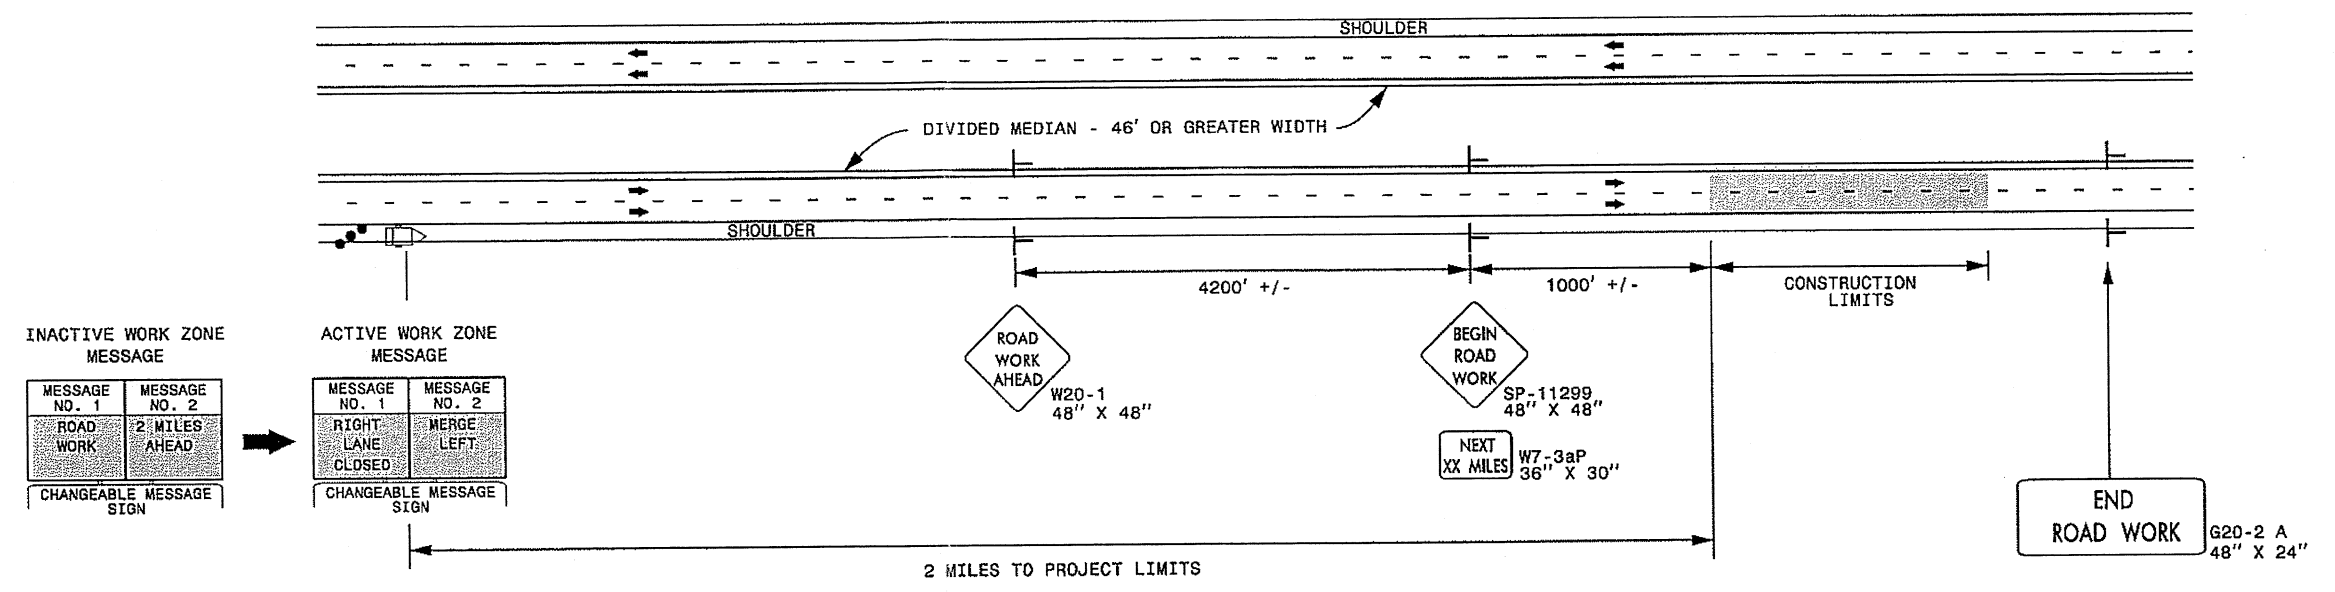 SHOULDER
DIVIDED MEDIAN - 46' OR GREATER WIDTH
SHOULDER
4200' +/-
1000' +/-
CONSTRUCTION
LIMITS
INACTIVE WORK ZONE
MESSAGE
MESSAGE
NO. 1
MESSAGE
NO. 2
ROAD
WORK
2 MILES
AHEAD
CHANGEABLE MESSAGE
SIGN
ACTIVE WORK ZONE
MESSAGE
MESSAGE
NO. 1
MESSAGE
NO. 2
RIGHT
LANE
CLOSED
MERGE
LEFT
CHANGEABLE MESSAGE
SIGN
ROAD
WORK
AHEAD
W20-1
48" X 48"
BEGIN
ROAD
WORK
SP-11299
48" X 48"
NEXT
XX MILES
W7-3aP
36" X 30"
END
ROAD WORK
G20-2 A
48" X 24"
2 MILES TO PROJECT LIMITS